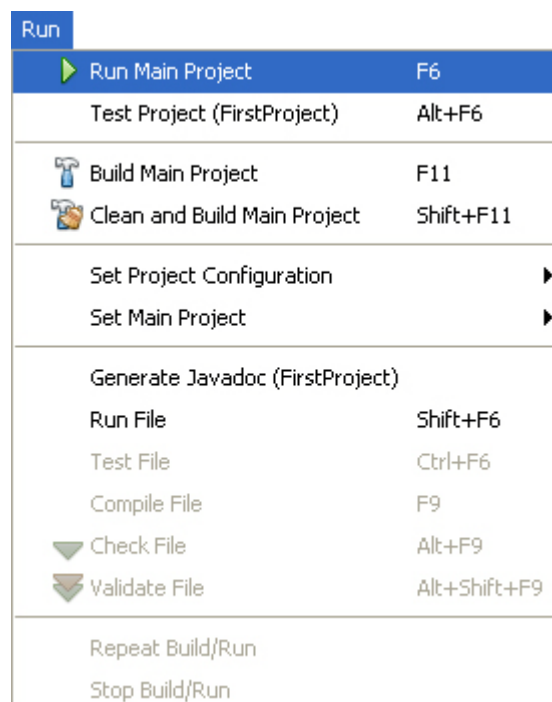 Run
Run Main Project F6
Test Project (FirstProject) Alt+F6
Build Main Project F11
Clean and Build Main Project Shift+F11
Set Project Configuration
Set Main Project
Generate Javadoc (FirstProject)
Run File Shift+F6
Test File Ctrl+F6
Compile File F9
Check File Alt+F9
Validate File Alt+Shift+F9
Repeat Build/Run
Stop Build/Run